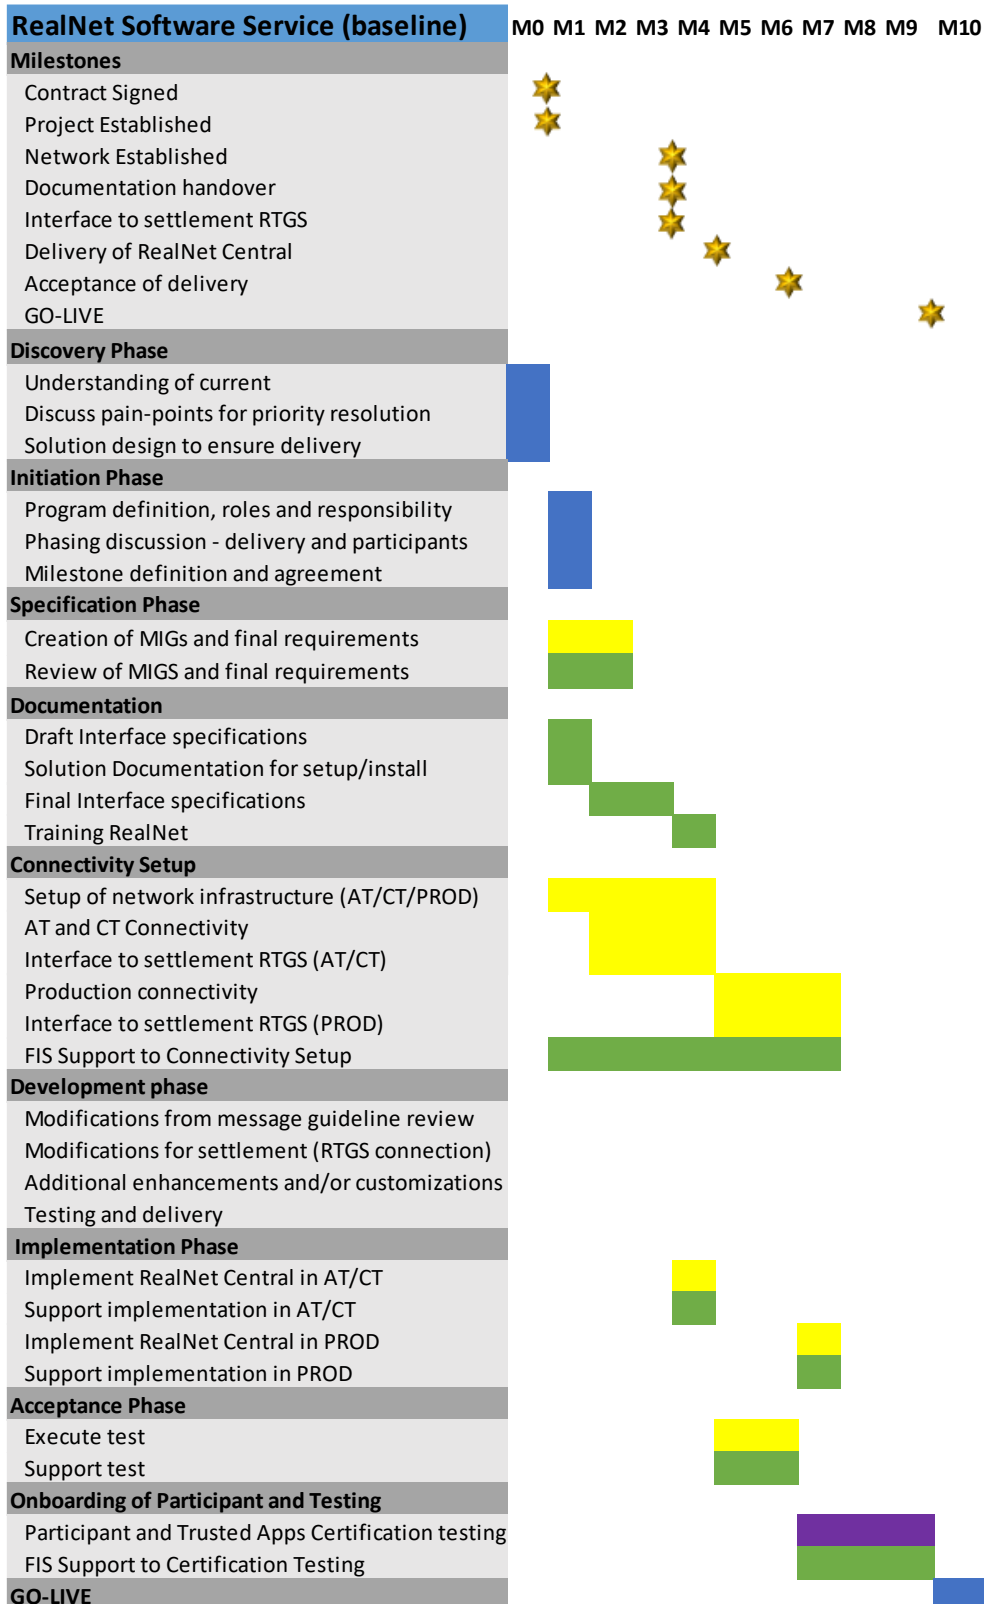 RealNet Software Service (baseline) M0 M1 M2 M3 M4 M5 M6 M7 M8 M9 M10
Milestones
Contract Signed
Project Established
Network Established
Documentation handover
Interface to settlement RTGS
Delivery of RealNet Central
Acceptance of delivery
GO-LIVE
Discovery Phase
Understanding of current
Discuss pain-points for priority resolution
Solution design to ensure delivery
Initiation Phase
Program definition, roles and responsibility
Phasing discussion - delivery and participants
Milestone definition and agreement
Specification Phase
Creation of MIGs and final requirements
Review of MIGS and final requirements
Documentation
Draft Interface specifications
Solution Documentation for setup/install
Final Interface specifications
Training RealNet
Connectivity Setup
Setup of network infrastructure (AT/CT/PROD)
AT and CT Connectivity
Interface to settlement RTGS (AT/CT)
Production connectivity
Interface to settlement RTGS (PROD)
FIS Support to Connectivity Setup
Development phase
Modifications from message guideline review
Modifications for settlement (RTGS connection)
Additional enhancements and/or customizations
Testing and delivery
Implementation Phase
Implement RealNet Central in AT/CT
Support implementation in AT/CT
Implement RealNet Central in PROD
Support implementation in PROD
Acceptance Phase
Execute test
Support test
Onboarding of Participant and Testing
Participant and Trusted Apps Certification testing
FIS Support to Certification Testing
GO-LIVE